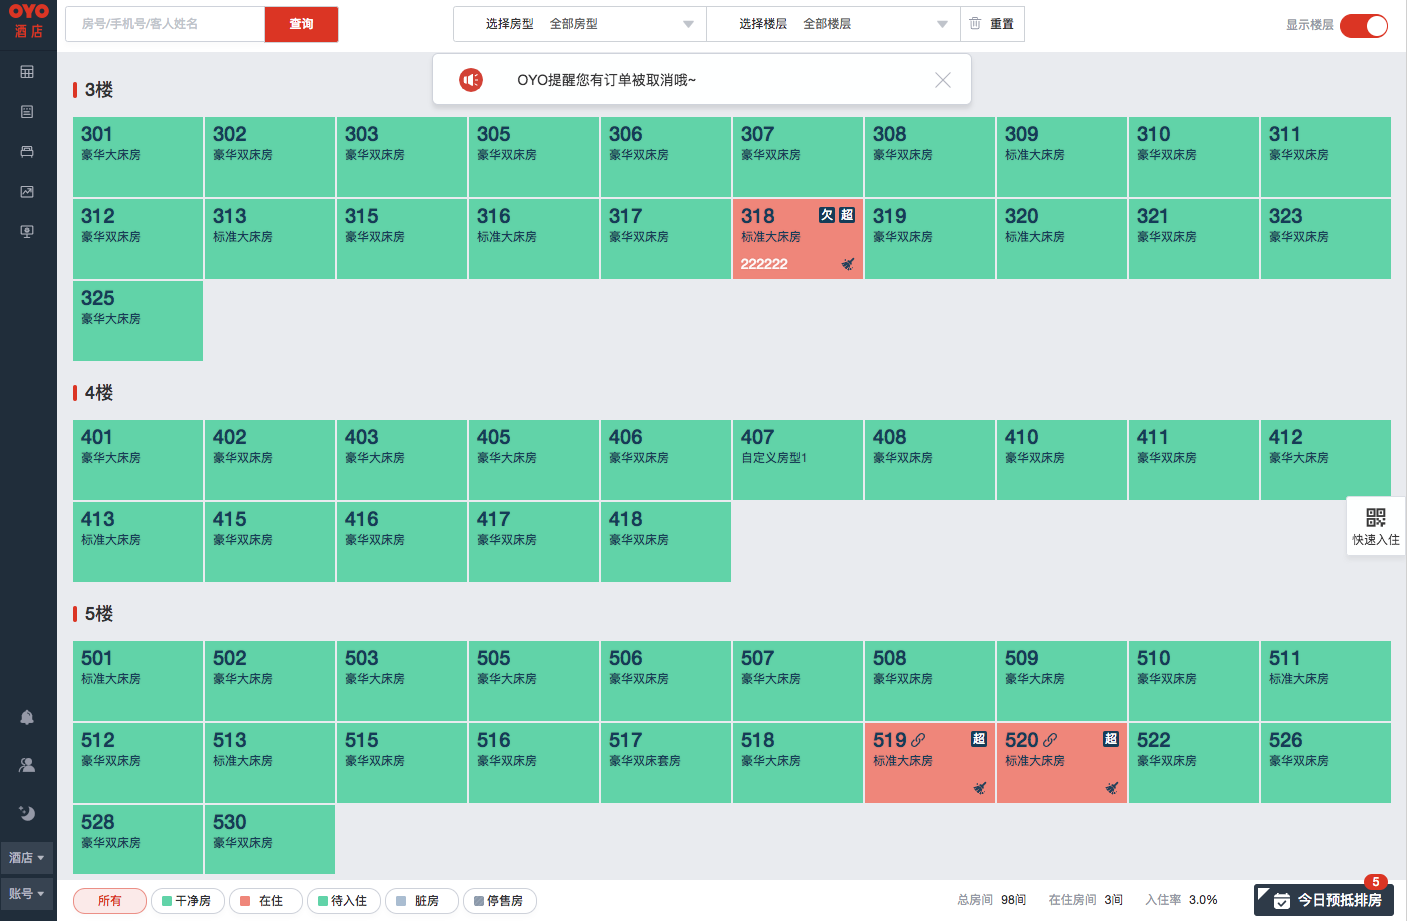 OYO
酒店
房号/手机号/客人姓名
查询
选择房型 全部房型
选择楼层 全部楼层
重置
显示楼层
OYO提醒您有订单被取消哦~
3楼
301 302 303 305 306 307 308 309 310 311
豪华大床房 豪华双床房 豪华双床房 豪华双床房 豪华双床房 豪华双床房 豪华双床房 标准大床房 豪华双床房 豪华双床房
312 313 315 316 317 318 欠 超 319 320 321 323
豪华双床房 标准大床房 豪华双床房 标准大床房 豪华双床房 标准大床房 豪华双床房 标准大床房 豪华双床房 豪华双床房
222222
325
豪华大床房
4楼
401 402 403 405 406 407 408 410 411 412
豪华大床房 豪华双床房 豪华大床房 豪华大床房 豪华双床房 自定义房型1 豪华双床房 豪华双床房 豪华双床房 豪华大床房
413 415 416 417 418
标准大床房 豪华双床房 豪华双床房 豪华双床房 豪华双床房
快速入住
5楼
501 502 503 505 506 507 508 509 510 511
标准大床房 豪华大床房 豪华大床房 豪华双床房 豪华双床房 豪华大床房 豪华双床房 豪华大床房 豪华双床房 标准大床房
512 513 515 516 517 518 519 超 520 超 522 526
豪华双床房 标准大床房 豪华双床房 豪华双床房 豪华双床套房 豪华大床房 标准大床房 标准大床房 豪华双床房 豪华双床房
528 530
豪华双床房 豪华双床房
酒店
账号
所有 干净房 在住 待入住 脏房 停售房
总房间 98间 在住房间 3间 入住率 3.0%
今日预抵排房
5